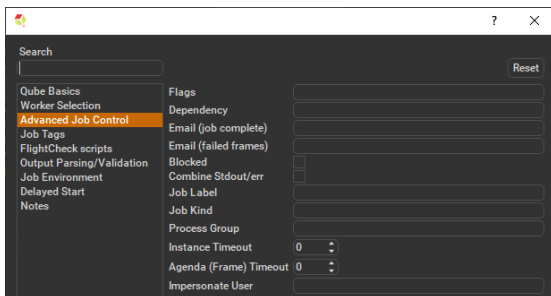 ?
Search
Reset
Qube Basics
Worker Selection
Advanced Job Control
Job Tags
FlightCheck scripts
Output Parsing/Validation
Job Environment
Delayed Start
Notes
Flags
Dependency
Email (job complete)
Email (failed frames)
Blocked
Combine Stdout/err
Job Label
Job Kind
Process Group
Instance Timeout 0
Agenda (Frame) Timeout 0
Impersonate User